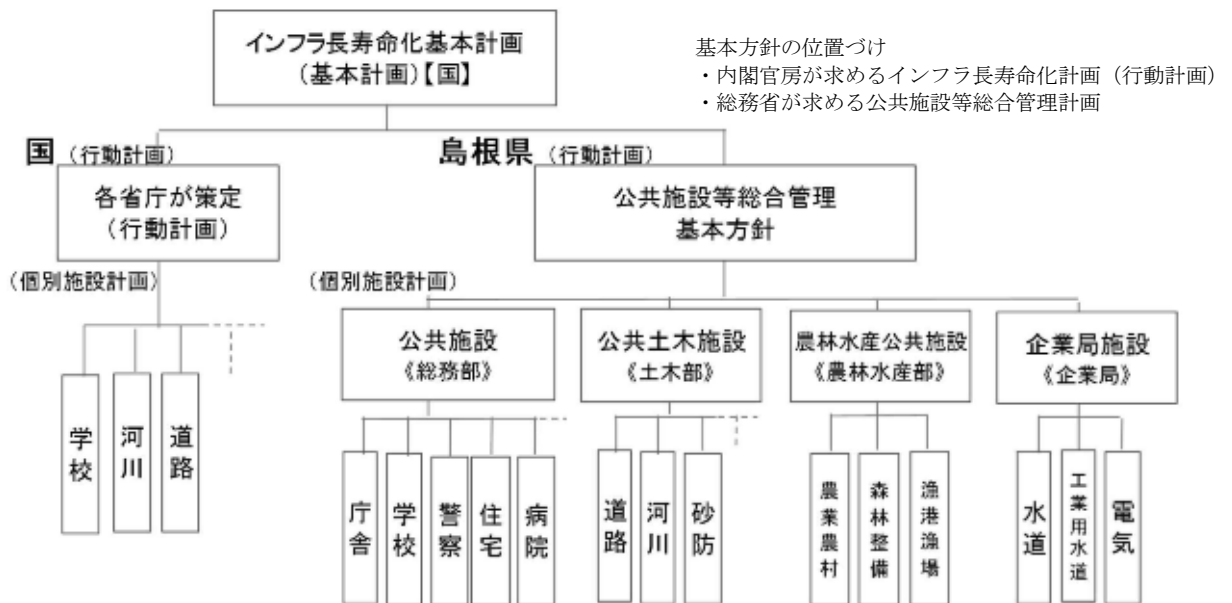 インフラ長寿命化基本計画
(基本計画)【国】
基本方針の位置づけ
・内閣官房が求めるインフラ長寿命化計画（行動計画）
・総務省が求める公共施設等総合管理計画
国 (行動計画)
島根県 (行動計画)
各省庁が策定
(行動計画)
公共施設等総合管理
基本方針
(個別施設計画)
(個別施設計画)
学校
河川
道路
公共施設
《総務部》
公共土木施設
《土木部》
農林水産公共施設
《農林水産部》
企業局施設
《企業局》
庁舎
学校
警察
住宅
病院
道路
河川
砂防
農業農村
森林整備
漁港漁場
水道
工業用水道
電気